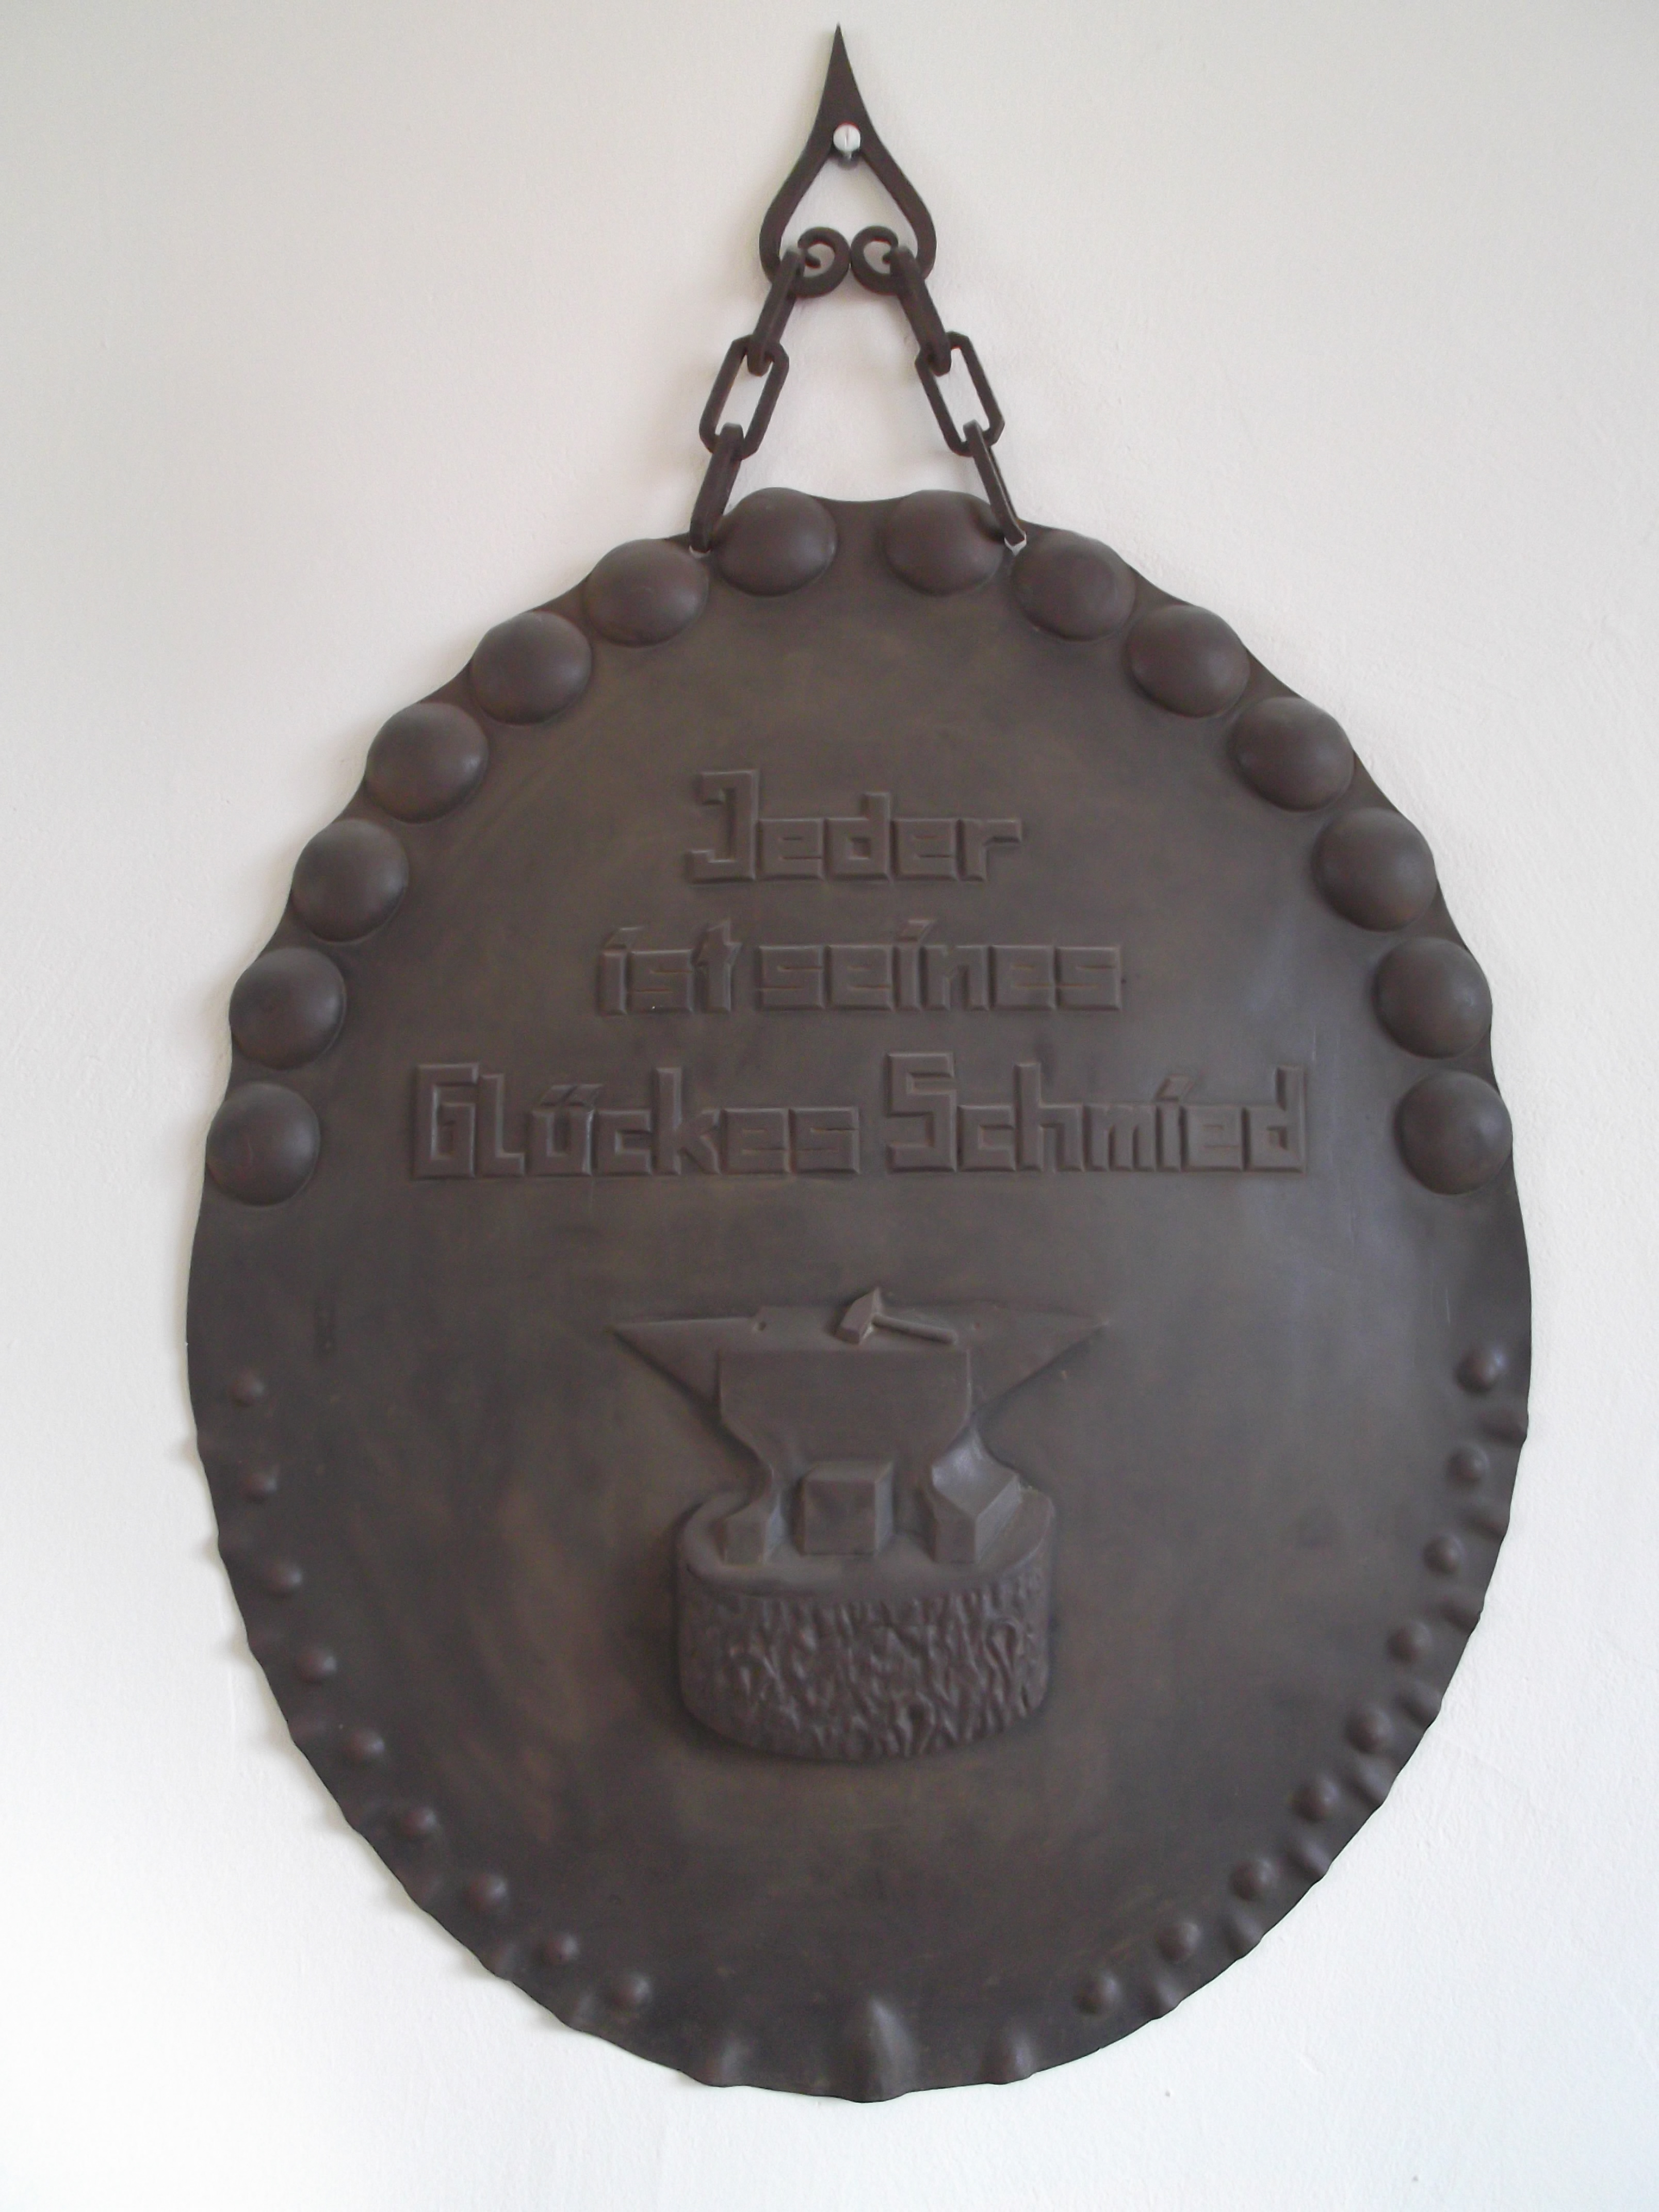 Jeder
ist seines
Glückes Schmied